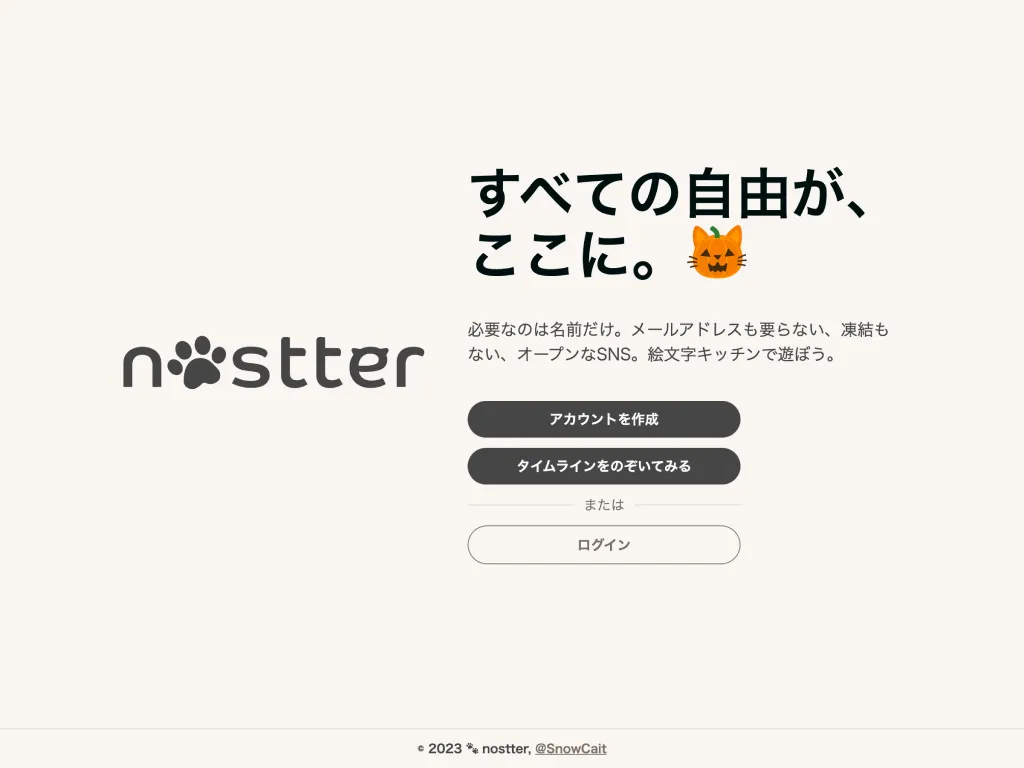 nostter
すべての自由が、
ここに。
必要なのは名前だけ。メールアドレスも要らない、凍結も
ない、オープンなSNS。絵文字キッチンで遊ぼう。
アカウントを作成
タイムラインをのぞいてみる
または
ログイン
© 2023 🐾 nostter, @SnowCait